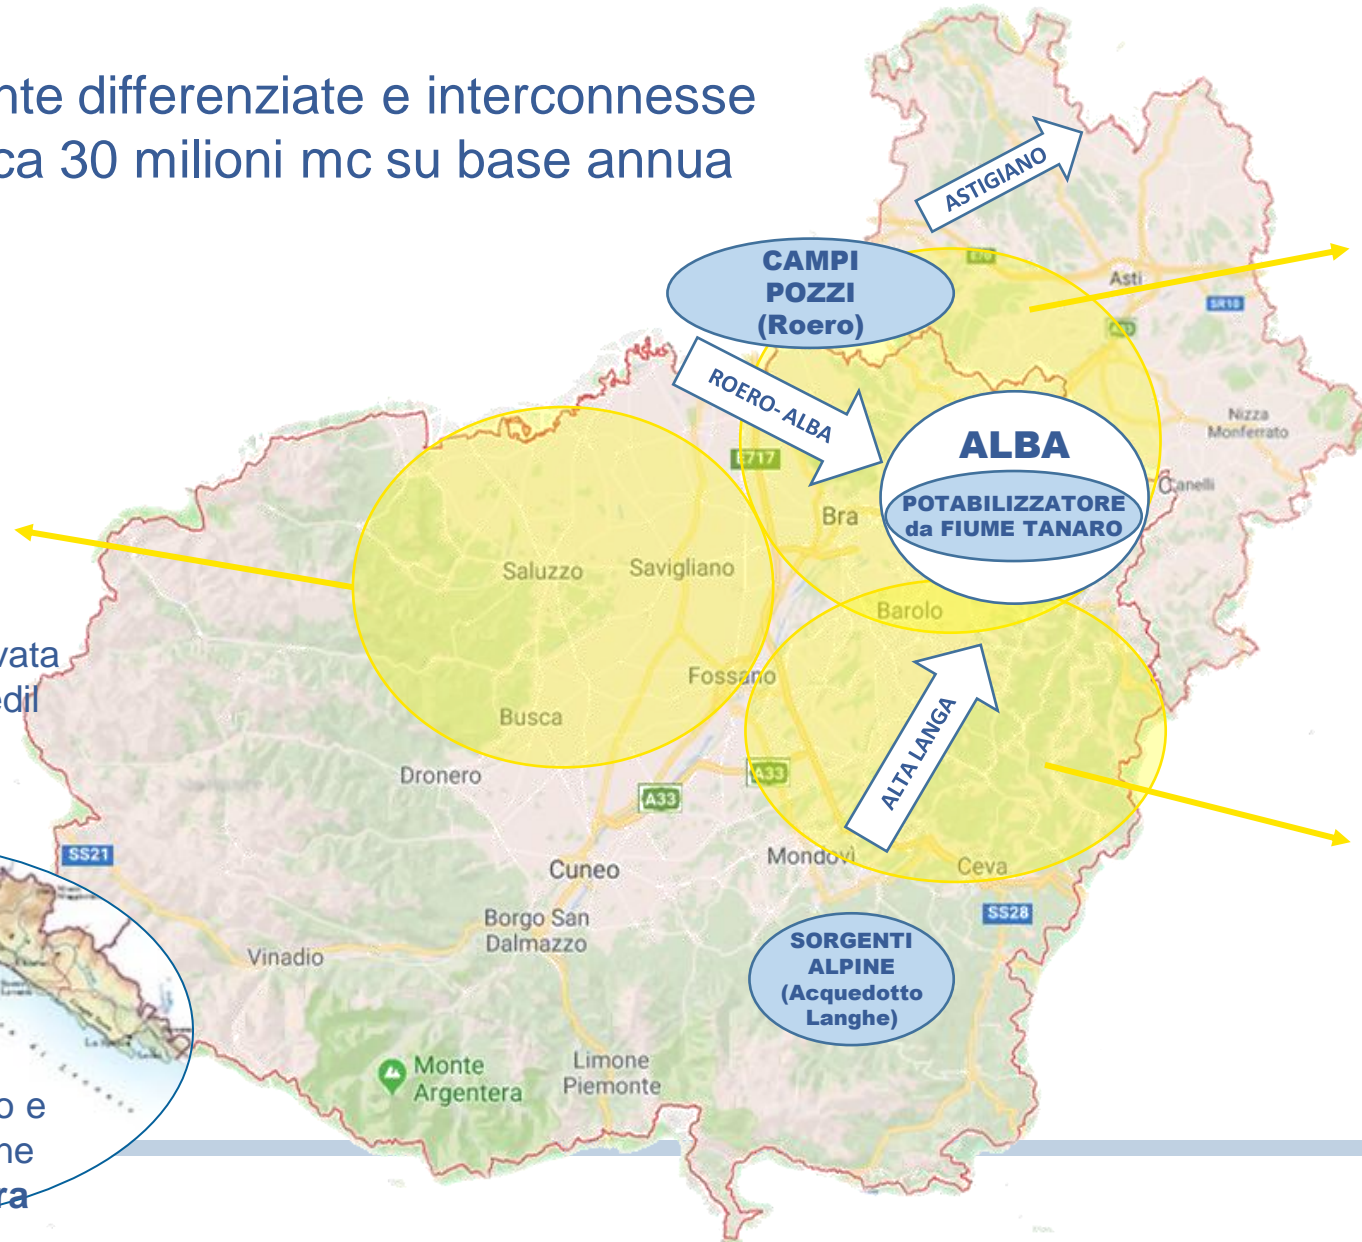 nte differenziate e interconnesse
ca 30 milioni mc su base annua
ASTIGIANO
CAMPI
POZZI
(Roero)
E70
Asti
SR10
ROERO-ALBA
Nizza
Monferrato
ALBA
E717
Canelli
POTABILIZZATORE
da FIUME TANARO
Bra
Saluzzo
Savigliano
Barolo
vata
edil
Fossano
Busca
ALTA LANGA
Dronero
A33
A33
SS21
Mondovì
Ceva
Cuneo
Borgo San
Dalmazzo
SS28
Vinadio
SORGENTI
ALPINE
(Acquedotto
Langhe)
Monte
Argentera
Limone
Piemonte
o e
ne
ra